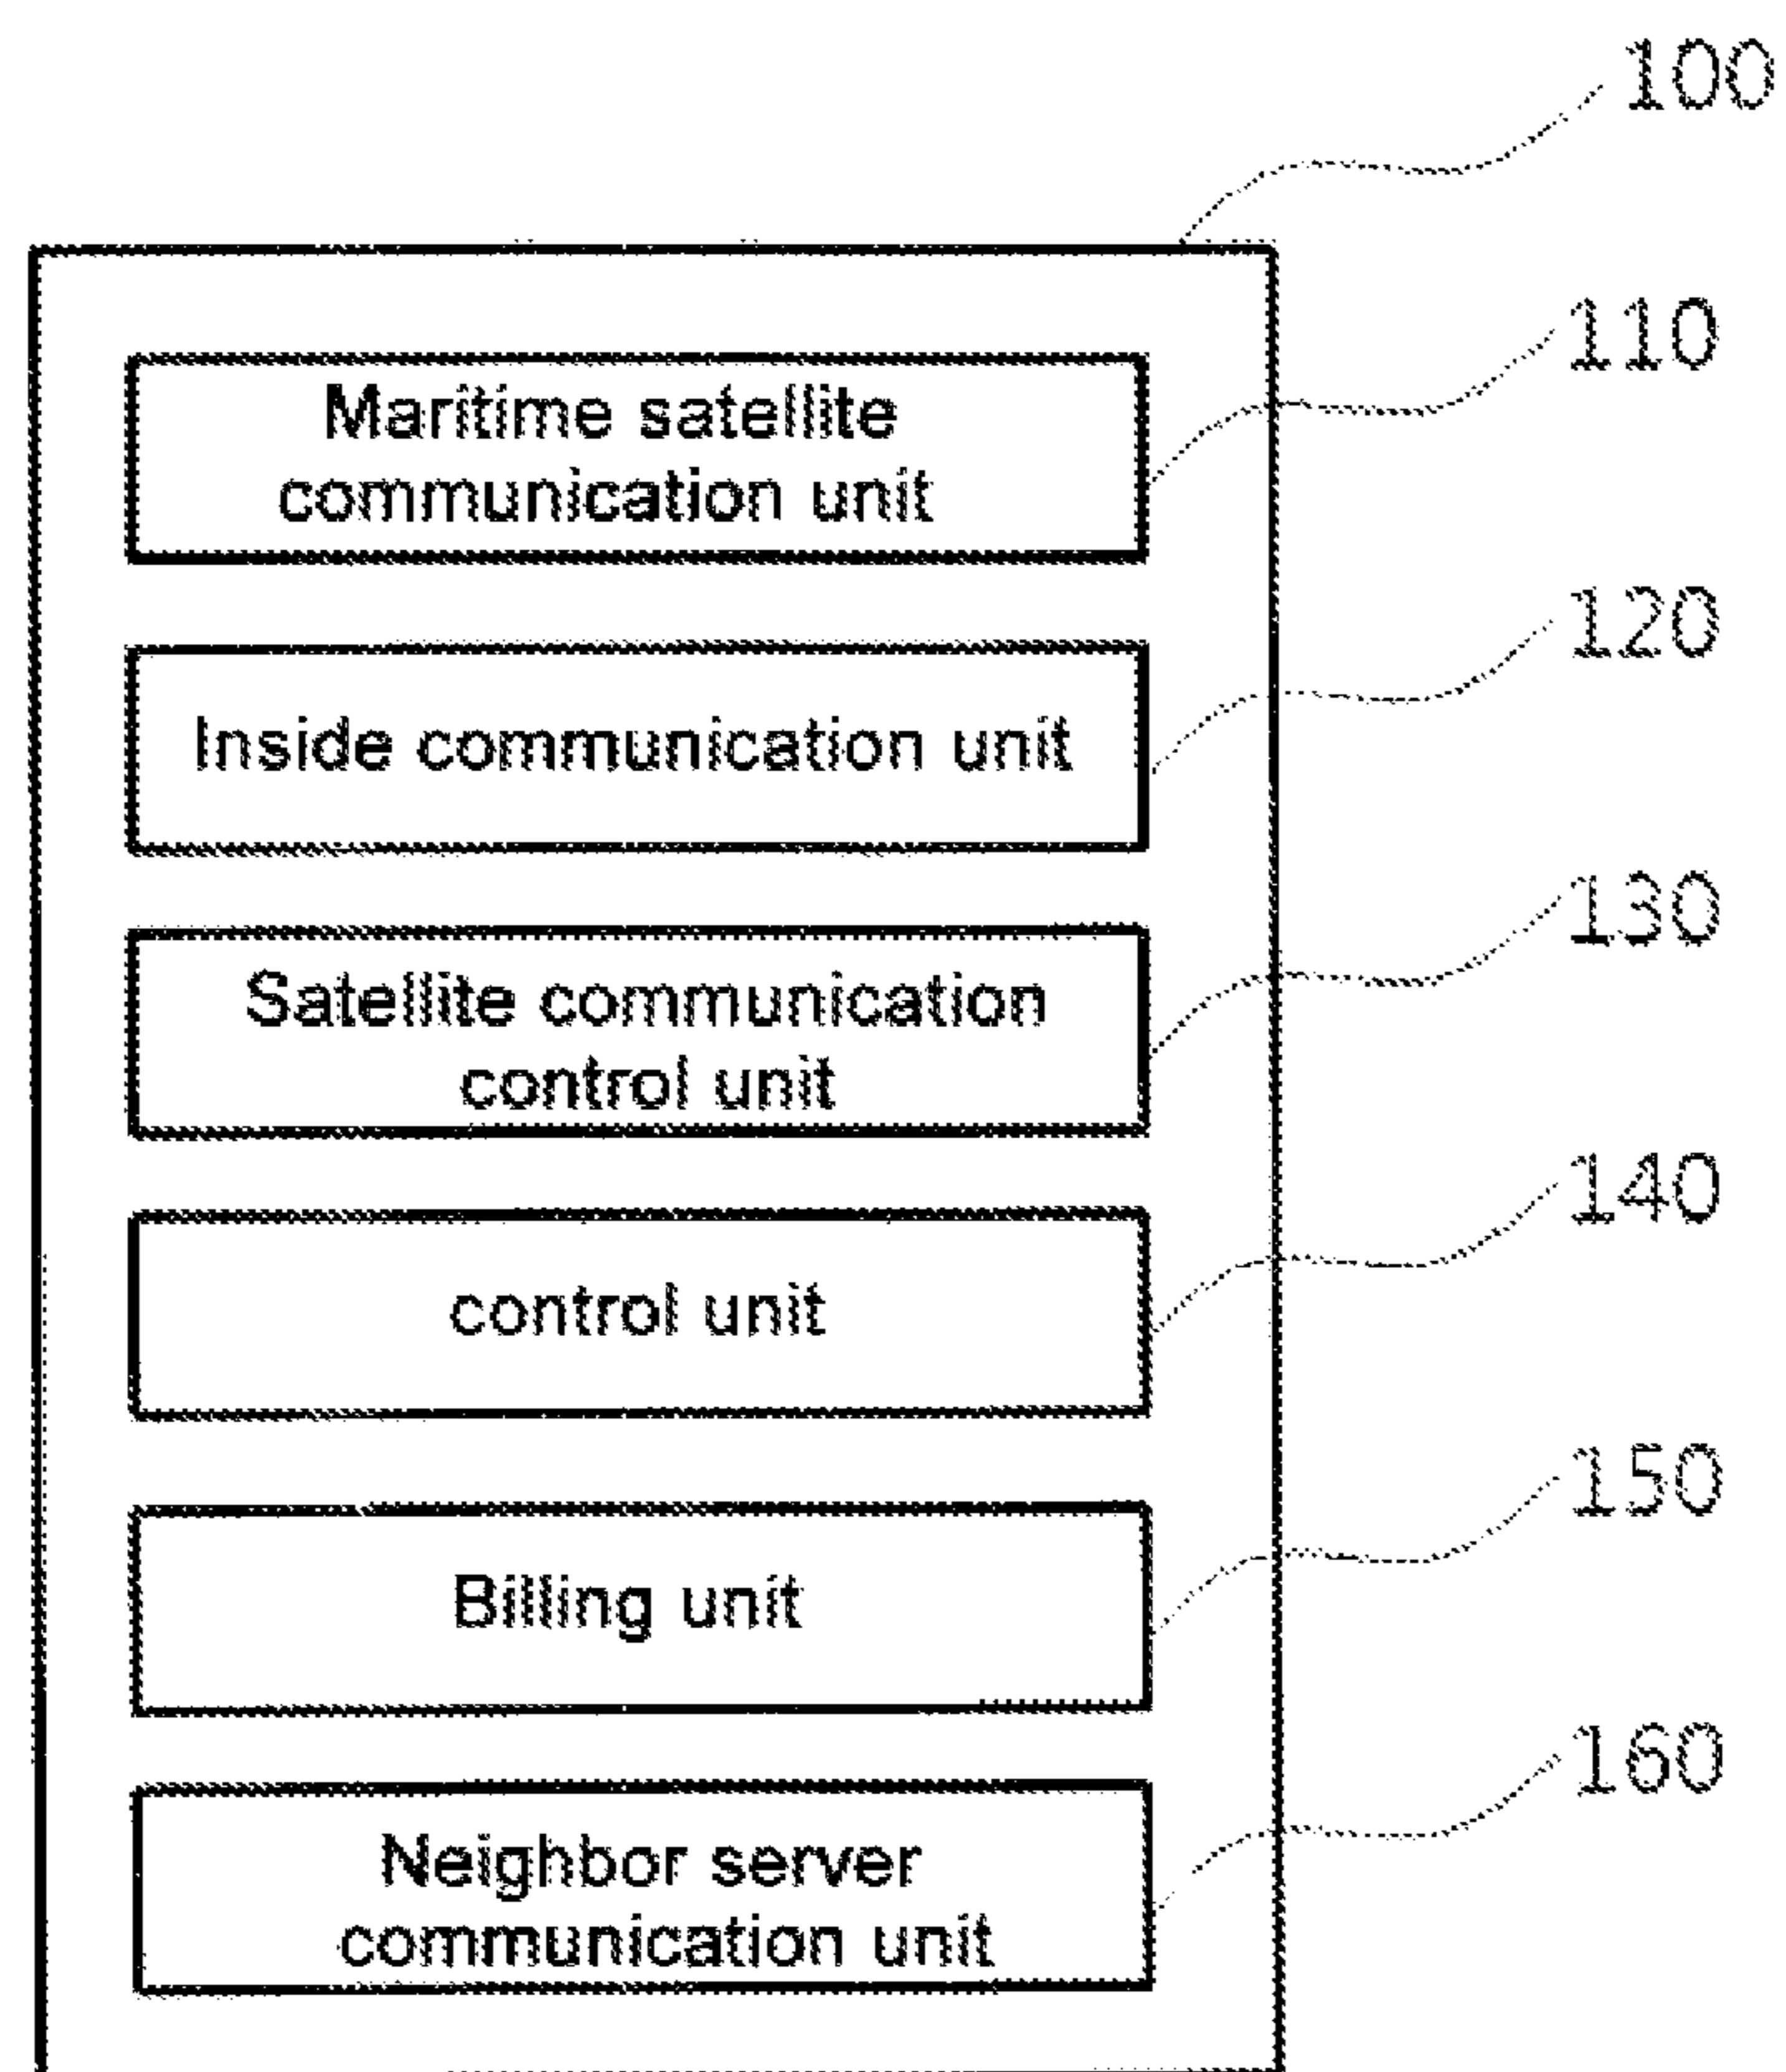 100
110
Maritime satellite
communication unit
120
Inside communication unit
130
Satellite communication
control unit
140
control unit
150
Billing unit
160
Neighbor server
communication unit